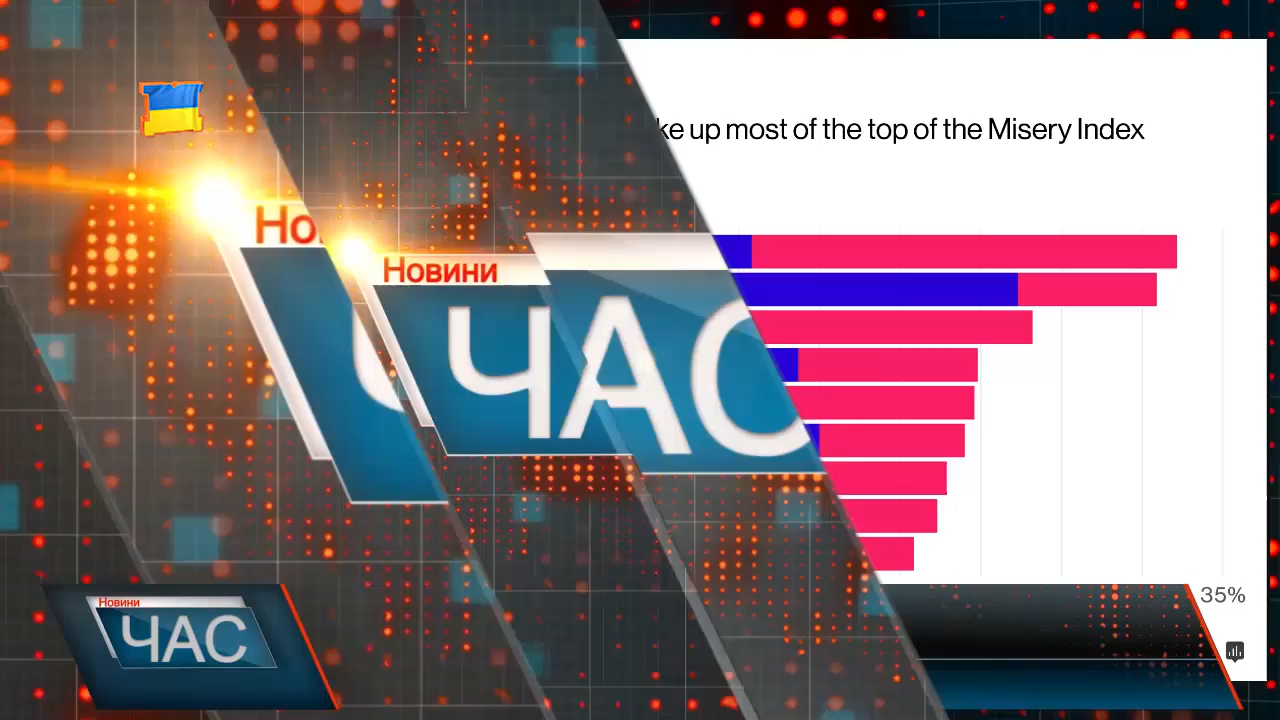 ke up most of the top of the Misery Index
Но
Новини
ЧАС
35%
Новини
ЧАС